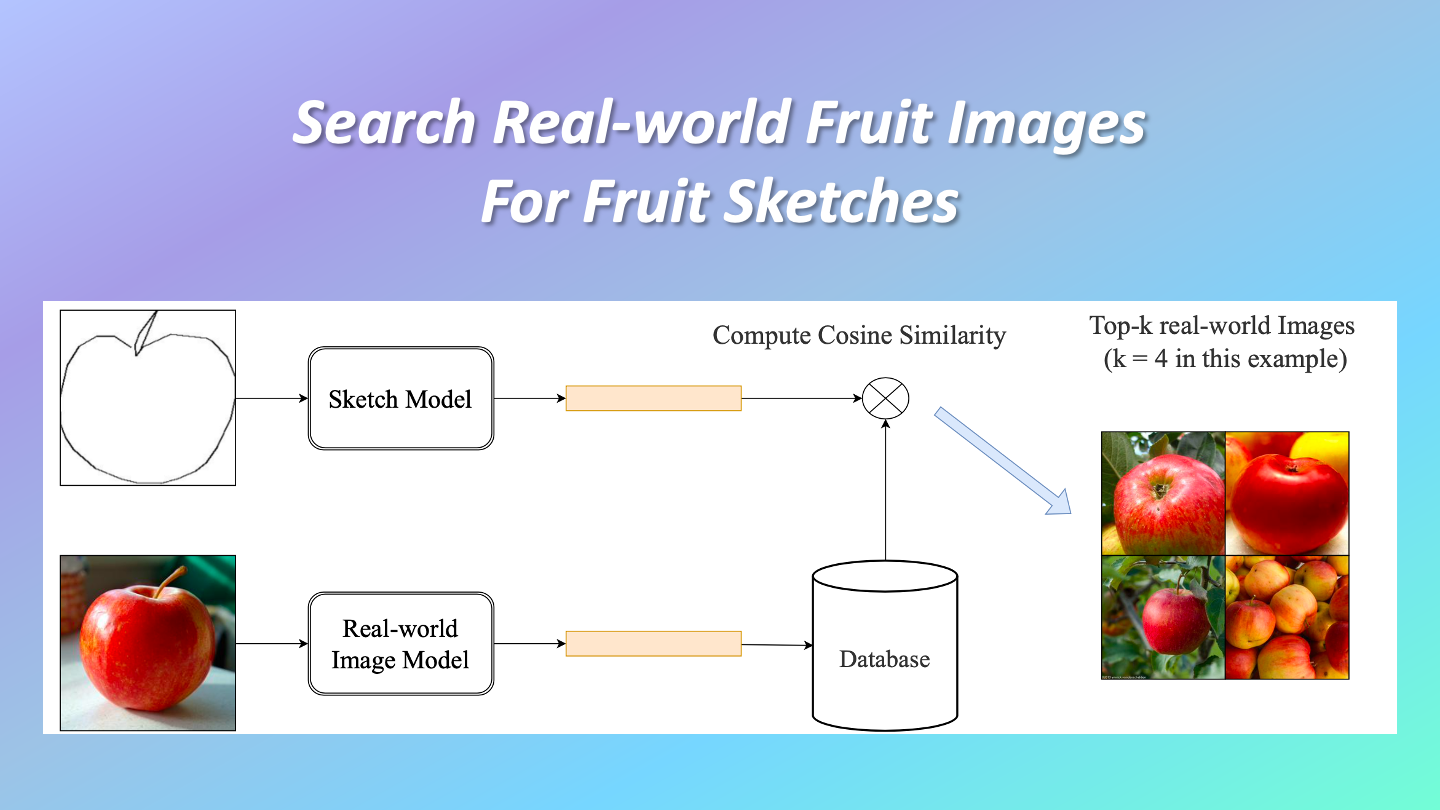 Search Real-world Fruit Images
For Fruit Sketches
Compute Cosine Similarity
Top-k real-world Images
(k = 4 in this example)
Sketch Model
Real-world
Image Model
Database